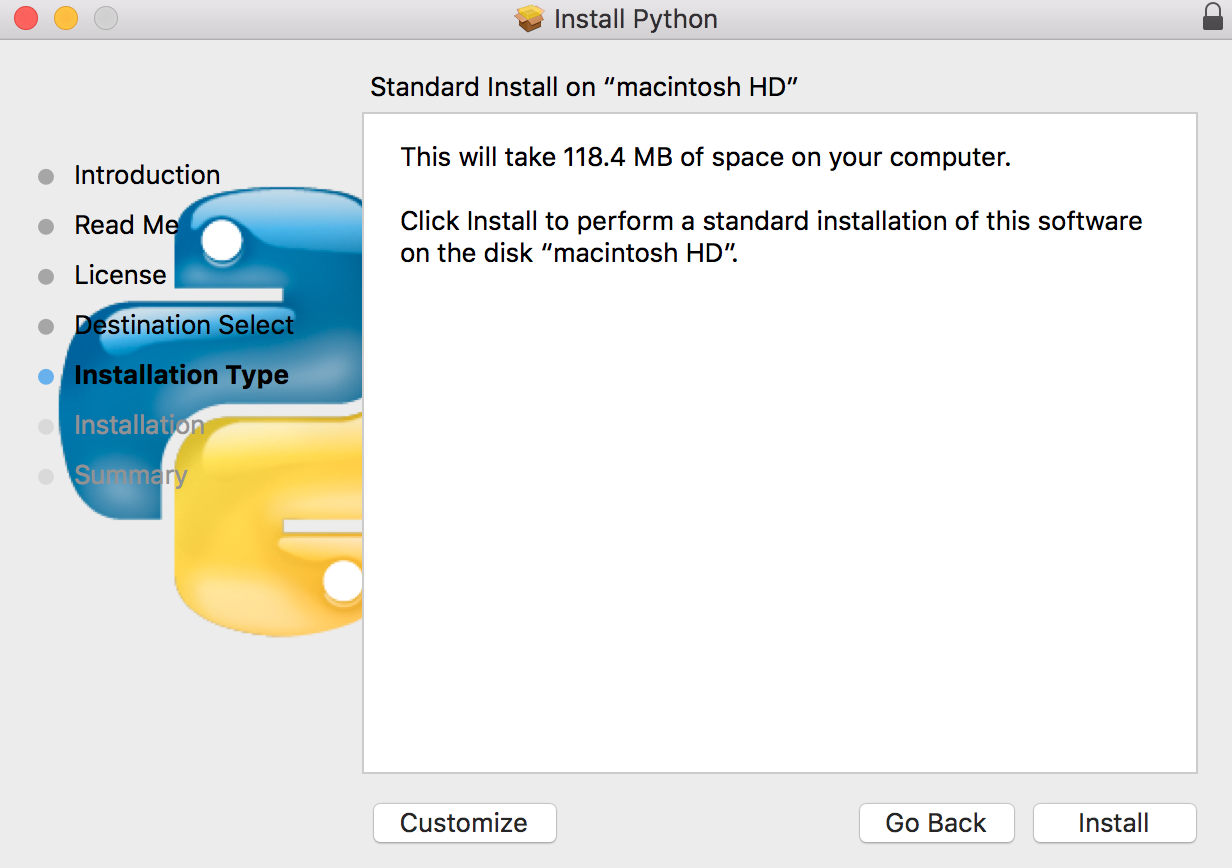 Install Python
Standard Install on “macintosh HD”
Introduction
Read Me
License
Destination Select
Installation Type
Installation
Summary
This will take 118.4 MB of space on your computer.
Click Install to perform a standard installation of this software
on the disk “macintosh HD”.
Customize
Go Back
Install